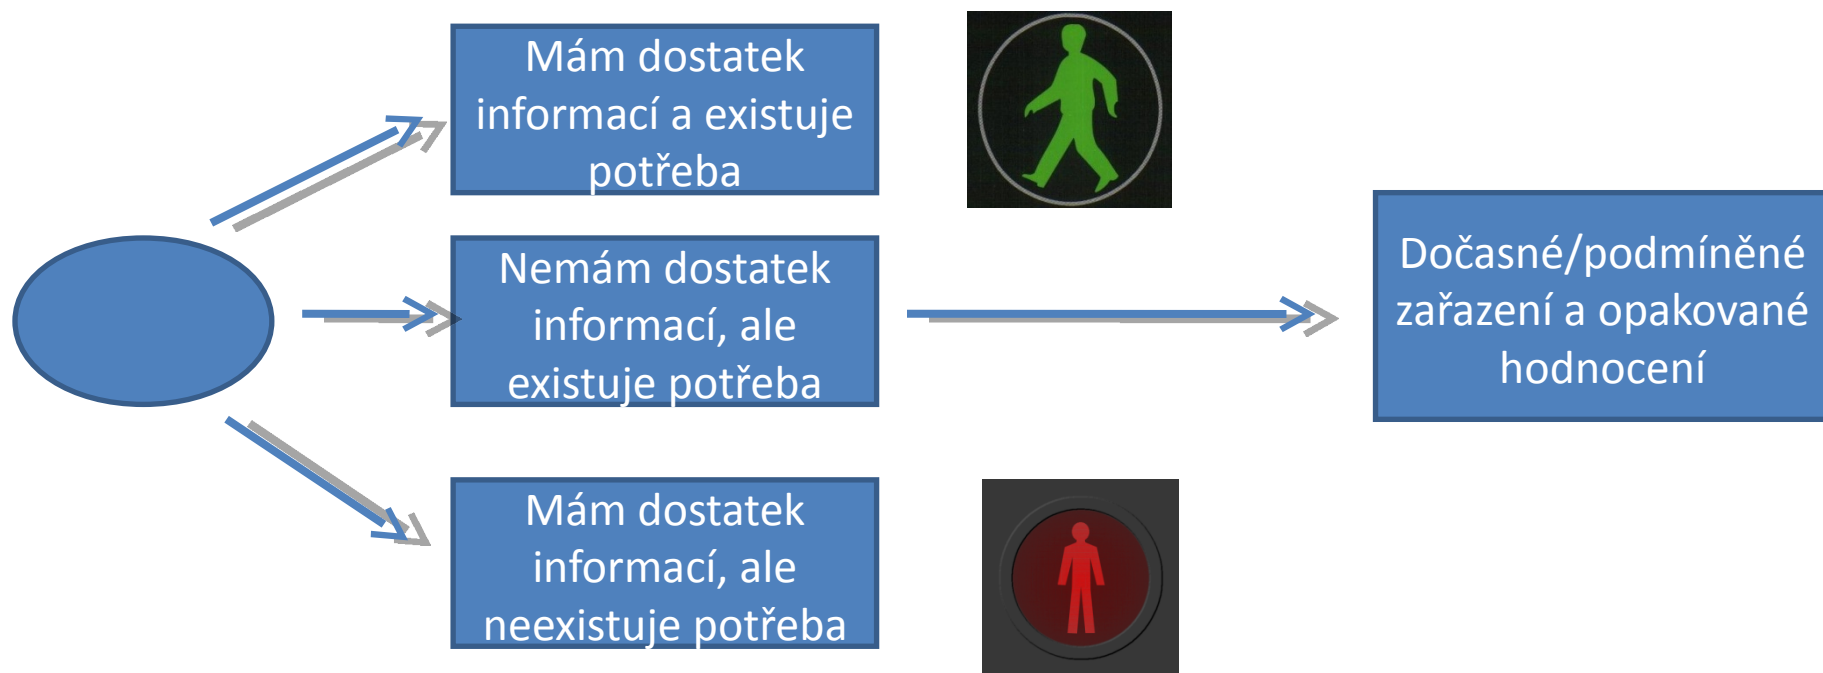 Mám dostatek
informací a existuje
potřeba
Nemám dostatek
informací, ale
existuje potřeba
Dočasné/podmíněné
zařazení a opakované
hodnocení
Mám dostatek
informací, ale
neexistuje potřeba